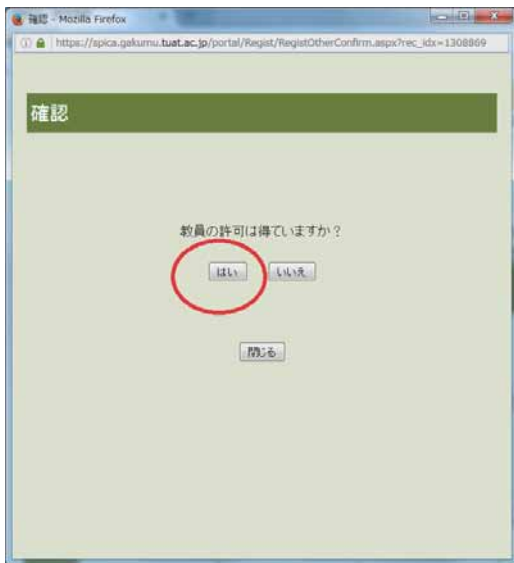 確認 - Mozilla Firefox
https://spica.gakumu.tuat.ac.jp/portal/Regist/RegistOtherConfirm.aspx?rec_idx=1308869
確認
教員の許可は得ていますか？
はい いいえ
閉じる